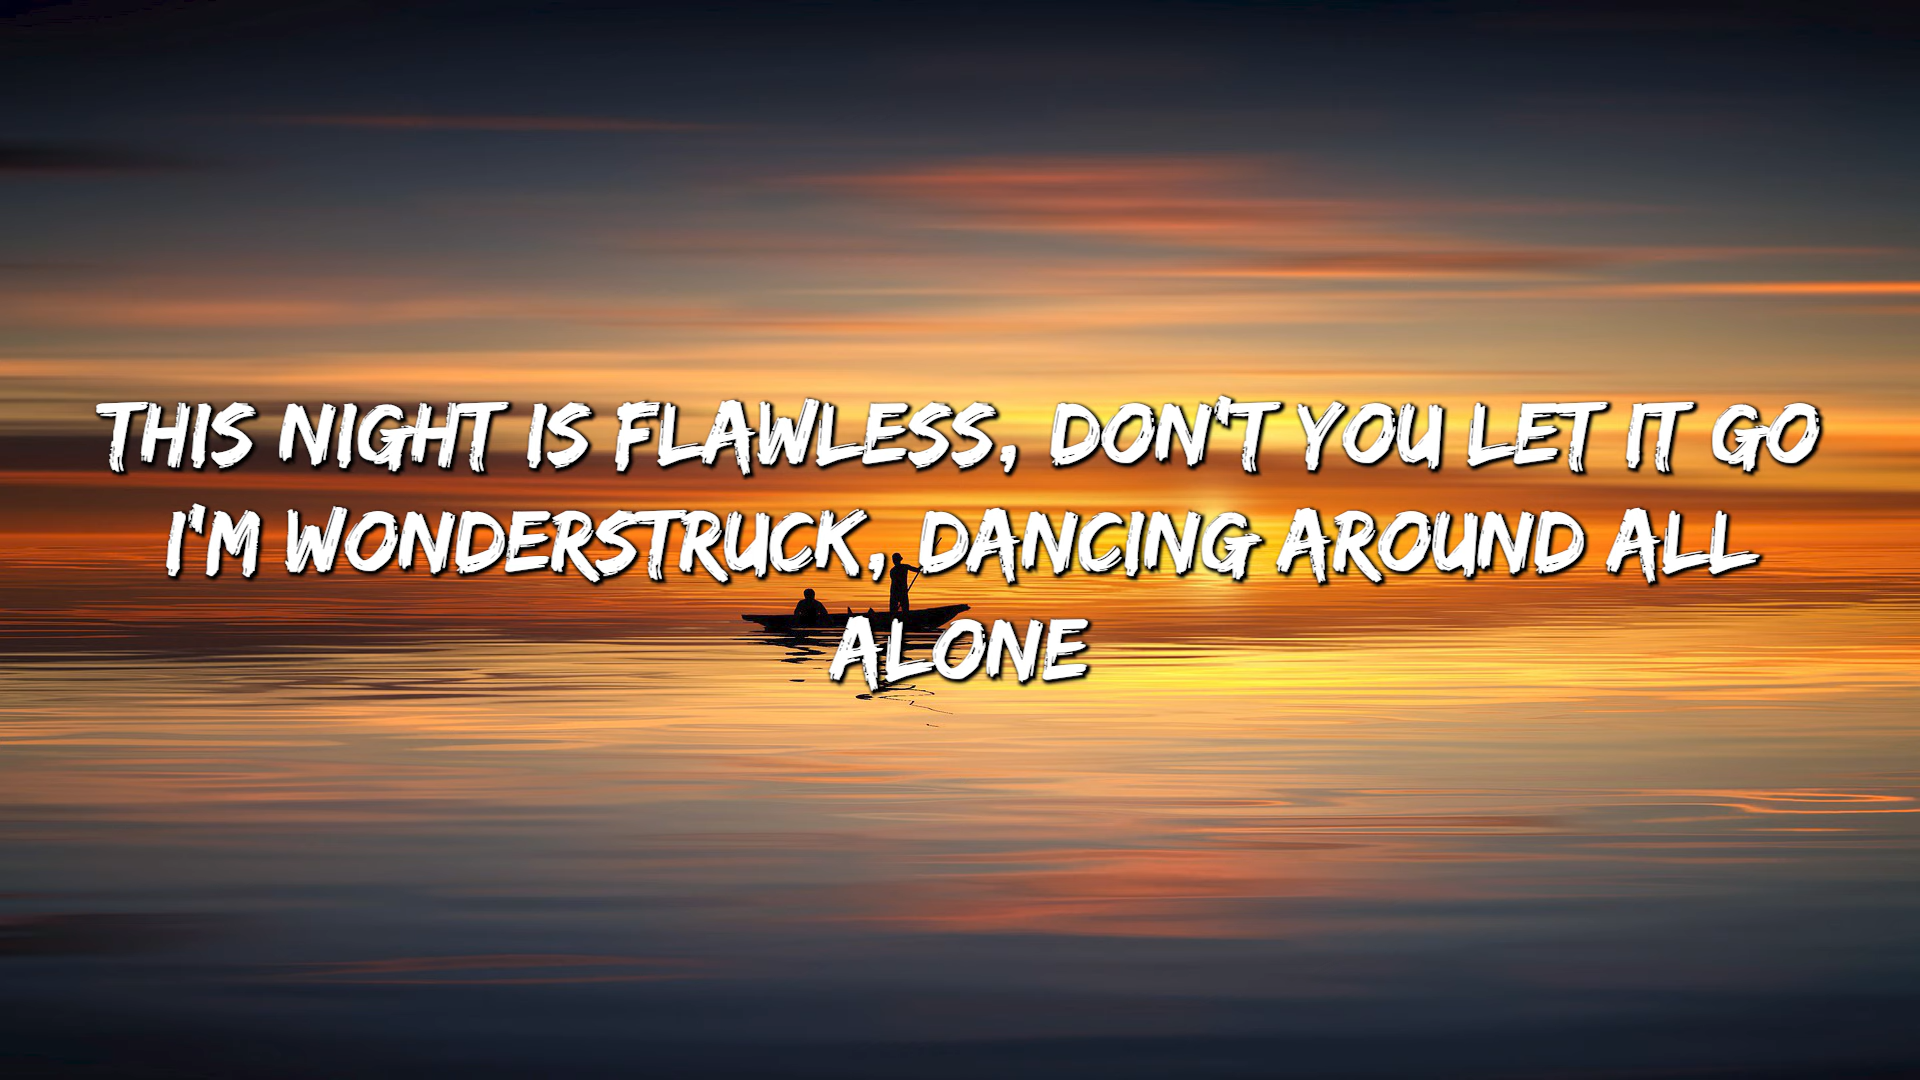 THIS NIGHT IS FLAWLESS, DON'T YOU LET IT GO
I'M WONDERSTRUCK, DANCING AROUND ALL
ALONE